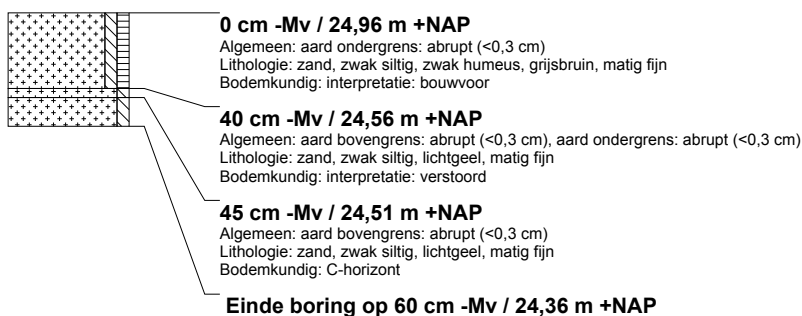 0 cm -Mv / 24,96 m +NAP
Algemeen: aard ondergrens: abrupt (<0,3 cm)
Lithologie: zand, zwak siltig, zwak humeus, grijsbruin, matig fijn
Bodemkundig: interpretatie: bouwvoor
40 cm -Mv / 24,56 m +NAP
Algemeen: aard bovengrens: abrupt (<0,3 cm), aard ondergrens: abrupt (<0,3 cm)
Lithologie: zand, zwak siltig, lichtgeel, matig fijn
Bodemkundig: interpretatie: verstoord
45 cm -Mv / 24,51 m +NAP
Algemeen: aard bovengrens: abrupt (<0,3 cm)
Lithologie: zand, zwak siltig, lichtgeel, matig fijn
Bodemkundig: C-horizont
Einde boring op 60 cm -Mv / 24,36 m +NAP